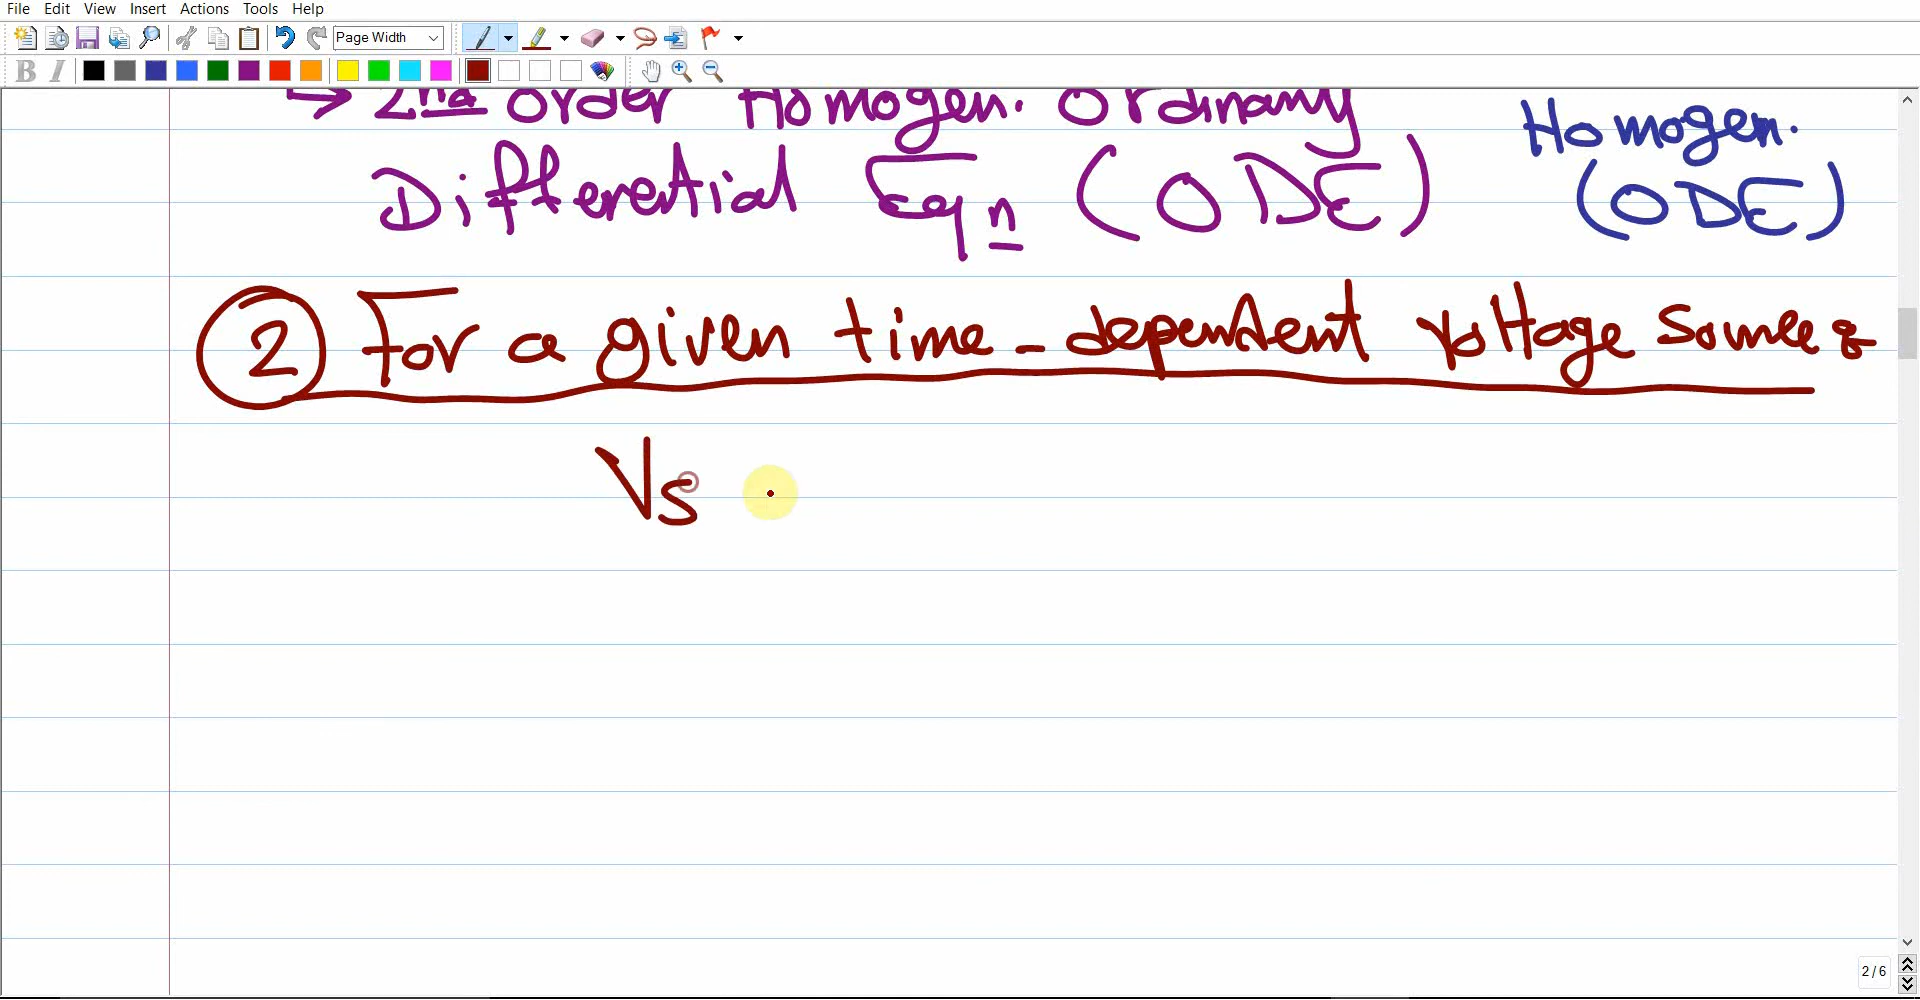 File Edit View Insert Actions Tools Help
Page Width
B I
→ 2nd order Homogen. Ordinary
Homogen.
Differential Eqn (ODE)
(ODE)
2 For a given time-dependent voltage source :
Vs
2 / 6